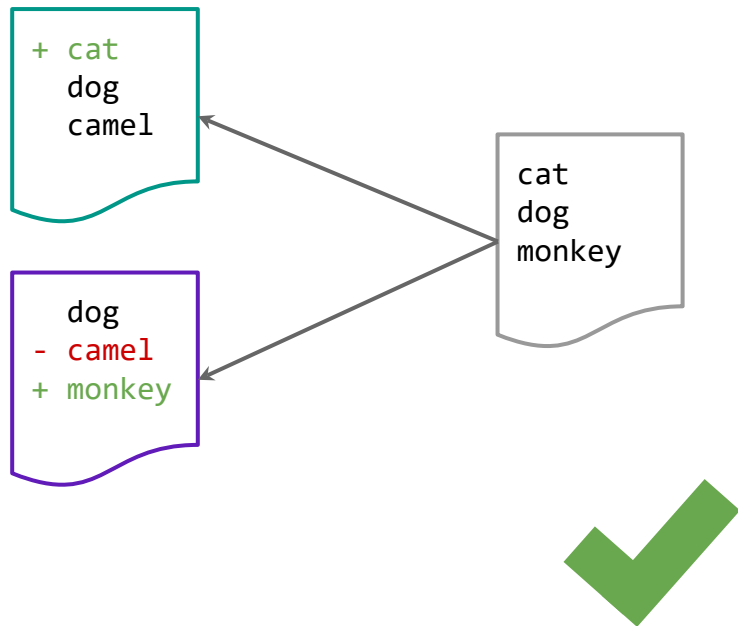 + cat
dog
camel
dog
- camel
+ monkey
cat
dog
monkey